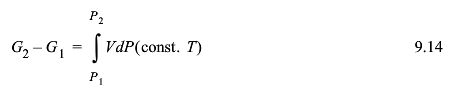 P₂
G₂ – G₁ = ∫ VdP(const. T) 9.14
P₁